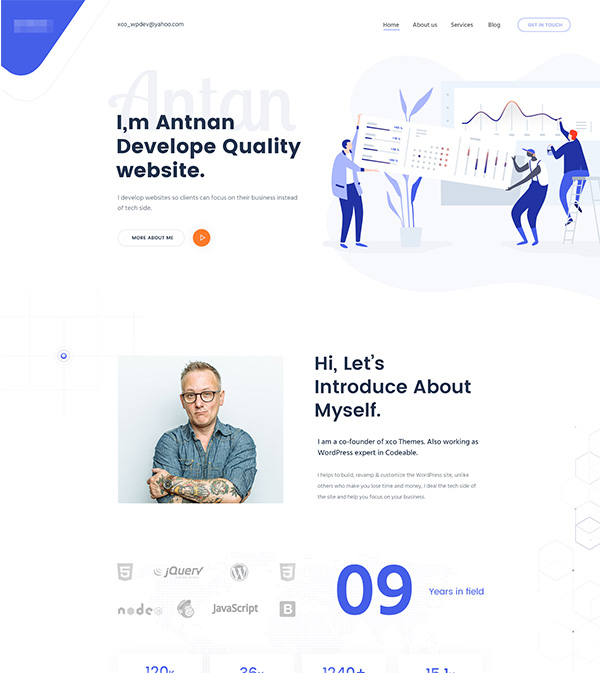 xco_wpdev@yahoo.com
Home About us Services Blog GET IN TOUCH
Antan
I,m Antnan
Develope Quality
website.
I develop websites so clients can focus on their business instead
of tech side.
MORE ABOUT ME
Hi, Let's
Introduce About
Myself.
I am a co-founder of xco Themes. Also working as
WordPress expert in Codeable.
I helps to build, revamp & customize the WordPress site, unlike
others who make you lose time and money, I deal the tech side of
the site and help you focus on your business.
jQuery
node
JavaScript
B
09 Years in field
120K 36K 1240+ 15.1K